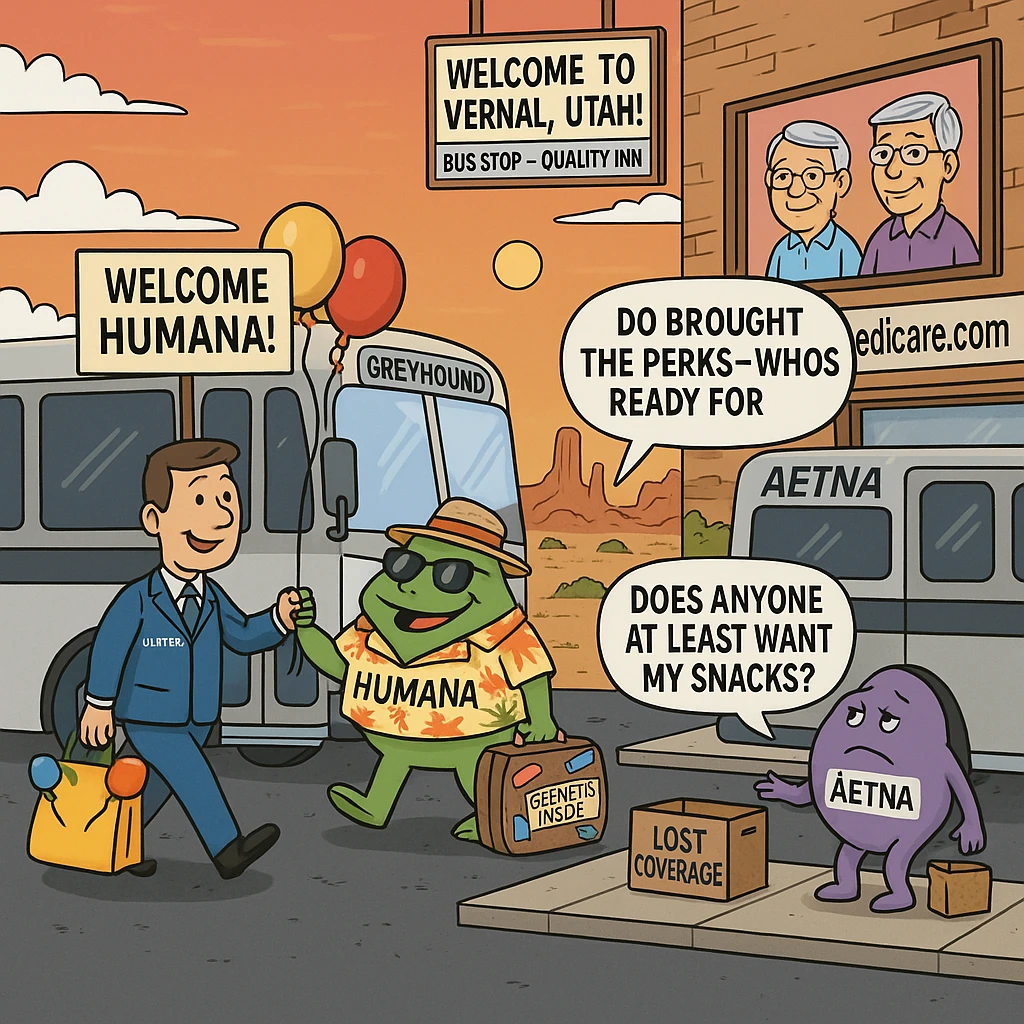 WELCOME TO
VERNAL, UTAH!
BUS STOP – QUALITY INN
WELCOME
HUMANA!
GREYHOUND
DO BROUGHT
THE PERKS–WHOS
READY FOR
edicare.com
AETNA
DOES ANYONE
AT LEAST WANT
MY SNACKS?
ULRTER.
HUMANA
GEENETIS
INSDE
LOST
COVERAGE
ÀETNA